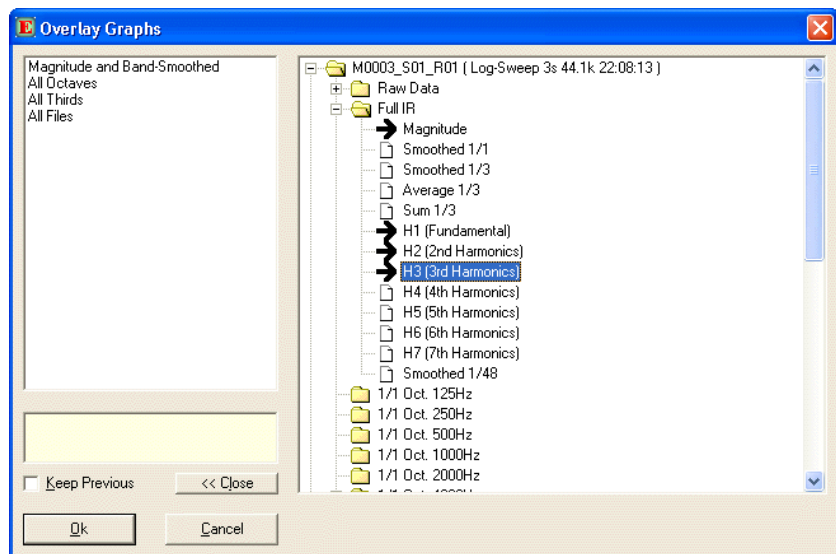 E Overlay Graphs
Magnitude and Band-Smoothed
All Octaves
All Thirds
All Files
Keep Previous
<< Close
Ok
Cancel
M0003_S01_R01 ( Log-Sweep 3s 44.1k 22:08:13 )
Raw Data
Full IR
Magnitude
Smoothed 1/1
Smoothed 1/3
Average 1/3
Sum 1/3
H1 (Fundamental)
H2 (2nd Harmonics)
H3 (3rd Harmonics)
H4 (4th Harmonics)
H5 (5th Harmonics)
H6 (6th Harmonics)
H7 (7th Harmonics)
Smoothed 1/48
1/1 Oct. 125Hz
1/1 Oct. 250Hz
1/1 Oct. 500Hz
1/1 Oct. 1000Hz
1/1 Oct. 2000Hz